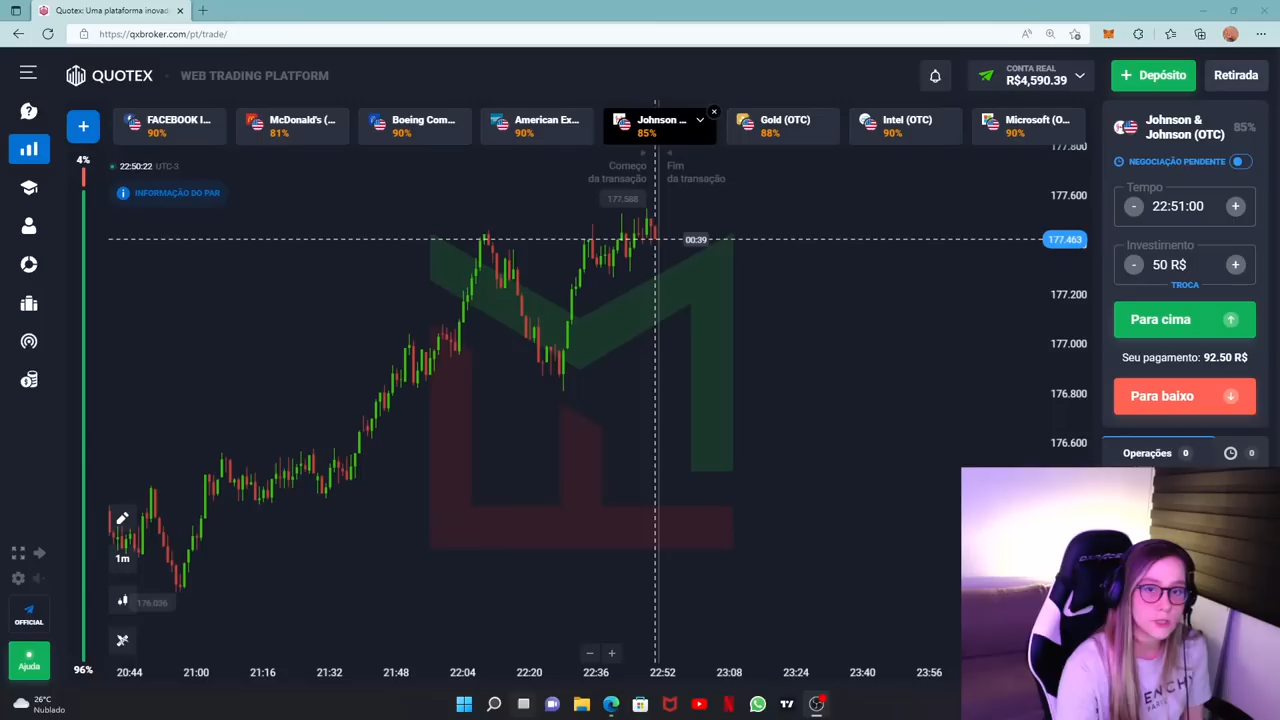 Quotex: Uma plataforma inovad
https://qxbroker.com/pt/trade/
QUOTEX
WEB TRADING PLATFORM
CONTA REAL
R$4,590.39
+ Depósito
Retirada
+
FACEBOOK I...
90%
McDonald's (...
81%
Boeing Com...
90%
American Ex...
90%
Johnson ...
85%
Gold (OTC)
88%
Intel (OTC)
90%
Microsoft (O...
90%
Johnson &
Johnson (OTC)
85%
4%
22:50:22 UTC-3
INFORMAÇÃO DO PAR
Começo
da transação
Fim
da transação
177.588
00:39
177.800
177.600
177.463
177.200
177.000
176.800
176.600
NEGOCIAÇÃO PENDENTE
Tempo
- 22:51:00 +
Investimento
- 50 R$ +
TROCA
Para cima
Seu pagamento: 92.50 R$
Para baixo
Operações 0
0
1m
176.036
OFFICIAL
Ajuda
96%
20:44 21:00 21:16 21:32 21:48 22:04 22:20 22:36 22:52 23:08 23:24 23:40 23:56
26°C
Nublado